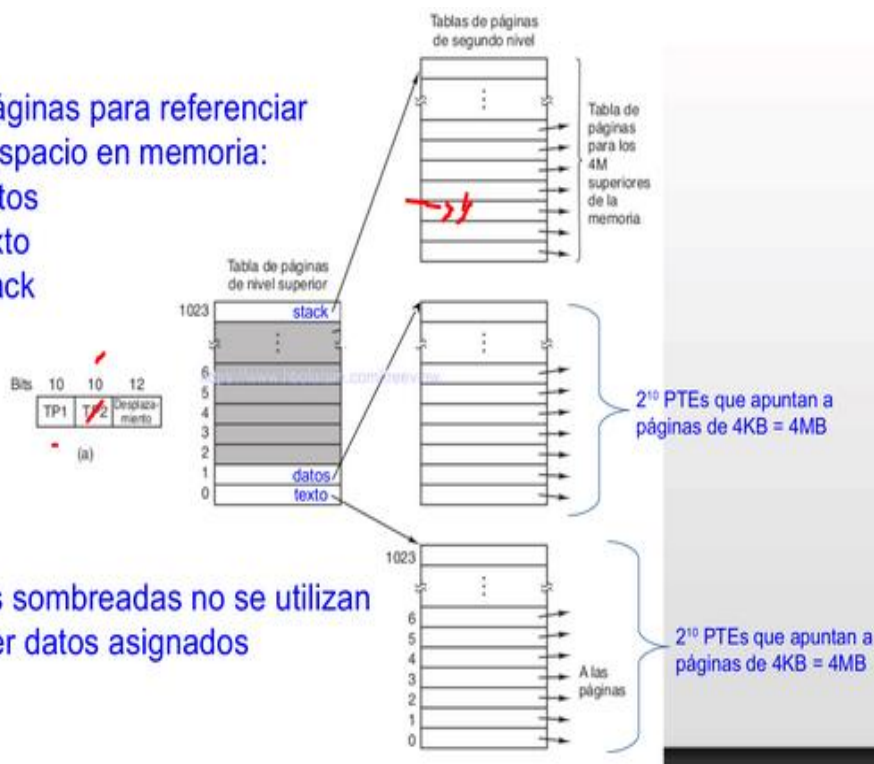 Tablas de páginas
de segundo nivel
áginas para referenciar
spacio en memoria:
tos
xto
ack
Tabla de
páginas
para los
4M
superiores
de la
memoria
Tabla de páginas
de nivel superior
1023 stack
6
5
4
3
2
1 datos
0 texto
Bits 10 10 12
TP1 TP2 Desplaza-
miento
(a)
2¹⁰ PTEs que apuntan a
páginas de 4KB = 4MB
s sombreadas no se utilizan
er datos asignados
1023
6
5
4
3
2
1
0
A las
páginas
2¹⁰ PTEs que apuntan a
páginas de 4KB = 4MB